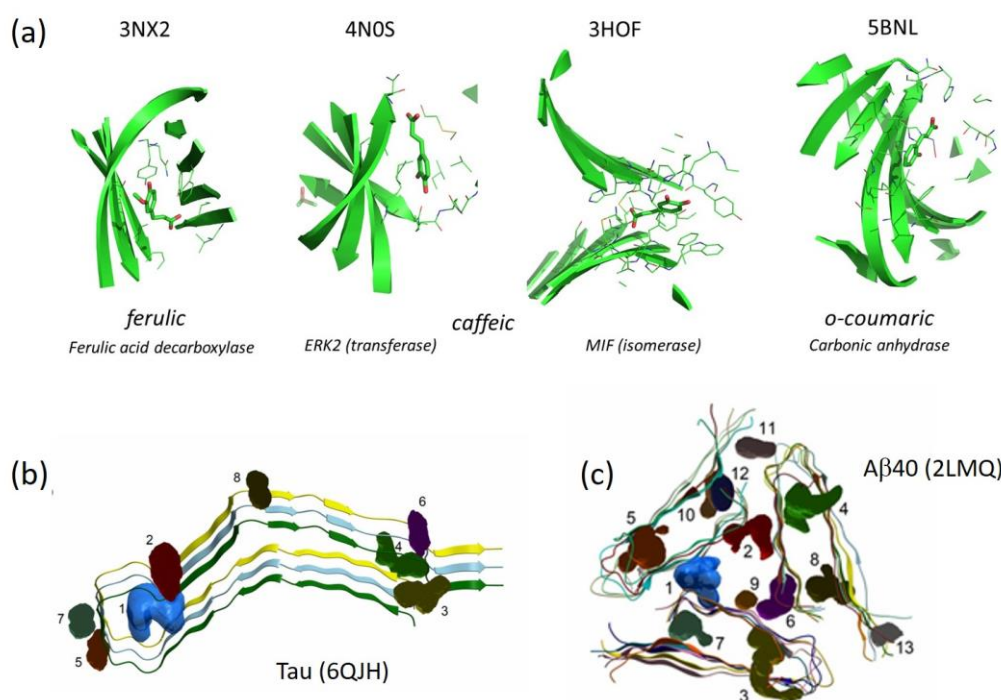 (a)
3NX2 4N0S 3HOF 5BNL
ferulic caffeic o-coumaric
Ferulic acid decarboxylase ERK2 (transferase) MIF (isomerase) Carbonic anhydrase
(b)
8
6
2
4
1
3
7
5
Tau (6QJH)
(c)
Aβ40 (2LMQ)
11
12
10
5
4
2
8
1
9
6
7
13
3